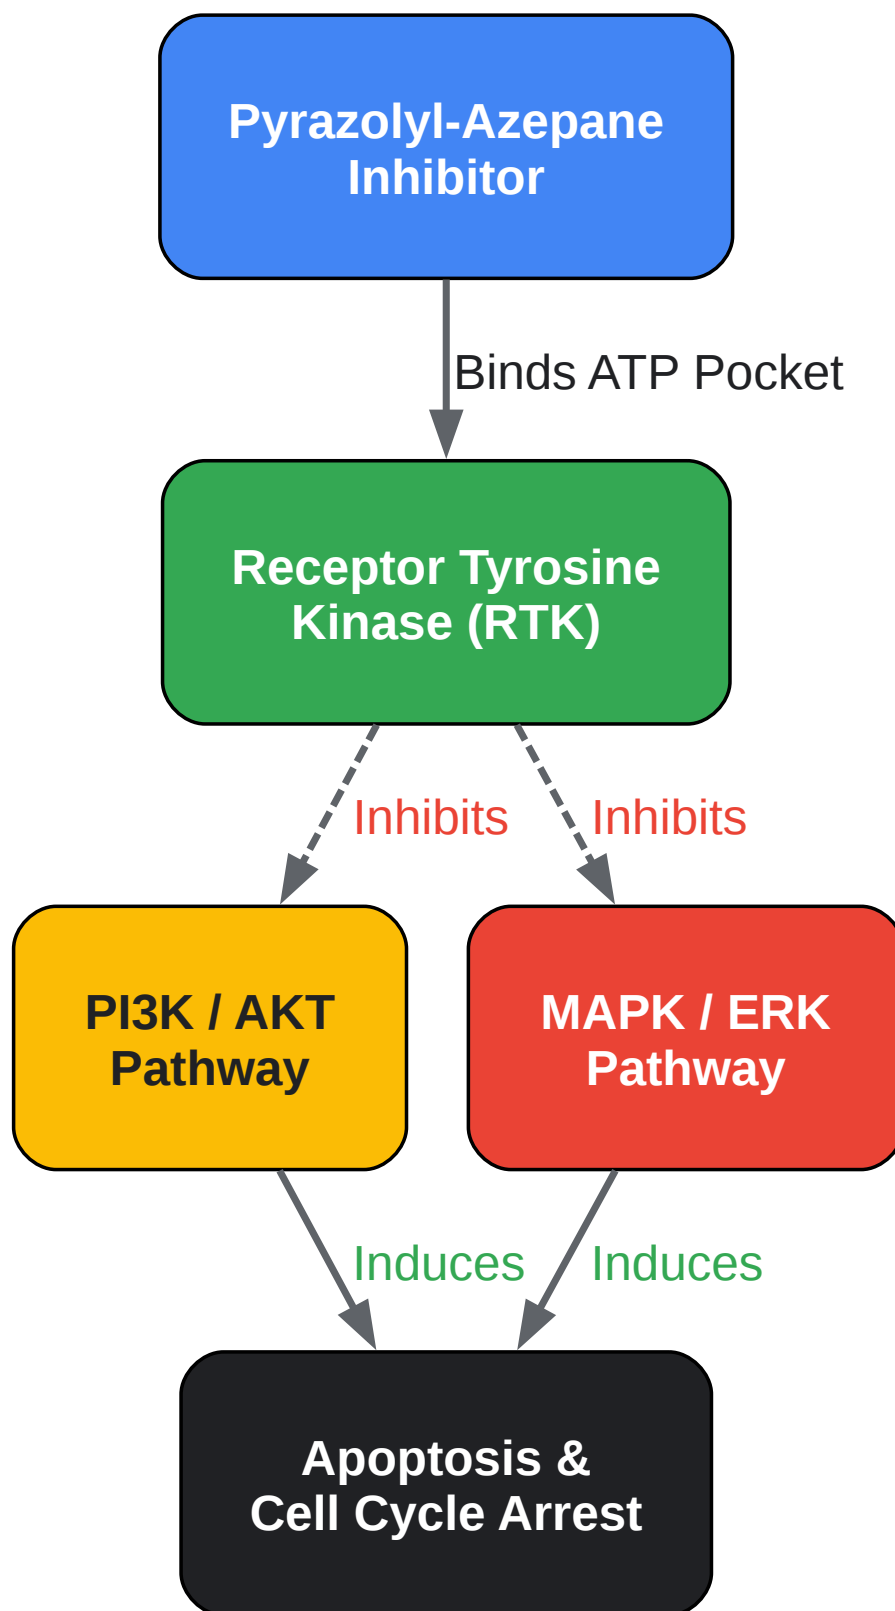 Pyrazolyl-Azepane
Inhibitor
Binds ATP Pocket
Receptor Tyrosine
Kinase (RTK)
Inhibits
Inhibits
PI3K / AKT
Pathway
MAPK / ERK
Pathway
Induces
Induces
Apoptosis &
Cell Cycle Arrest